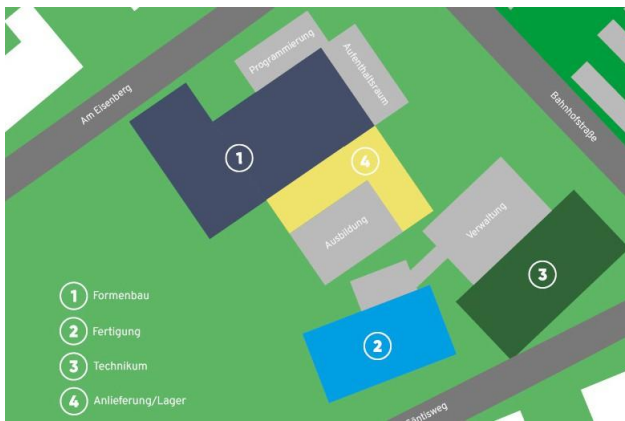 Programmierung
Aufenthaltsraum
Am Eisenberg
Bahnhofstraße
1
4
Ausbildung
Verwaltung
3
2
1 Formenbau
2 Fertigung
3 Technikum
4 Anlieferung/Lager
Säntisweg